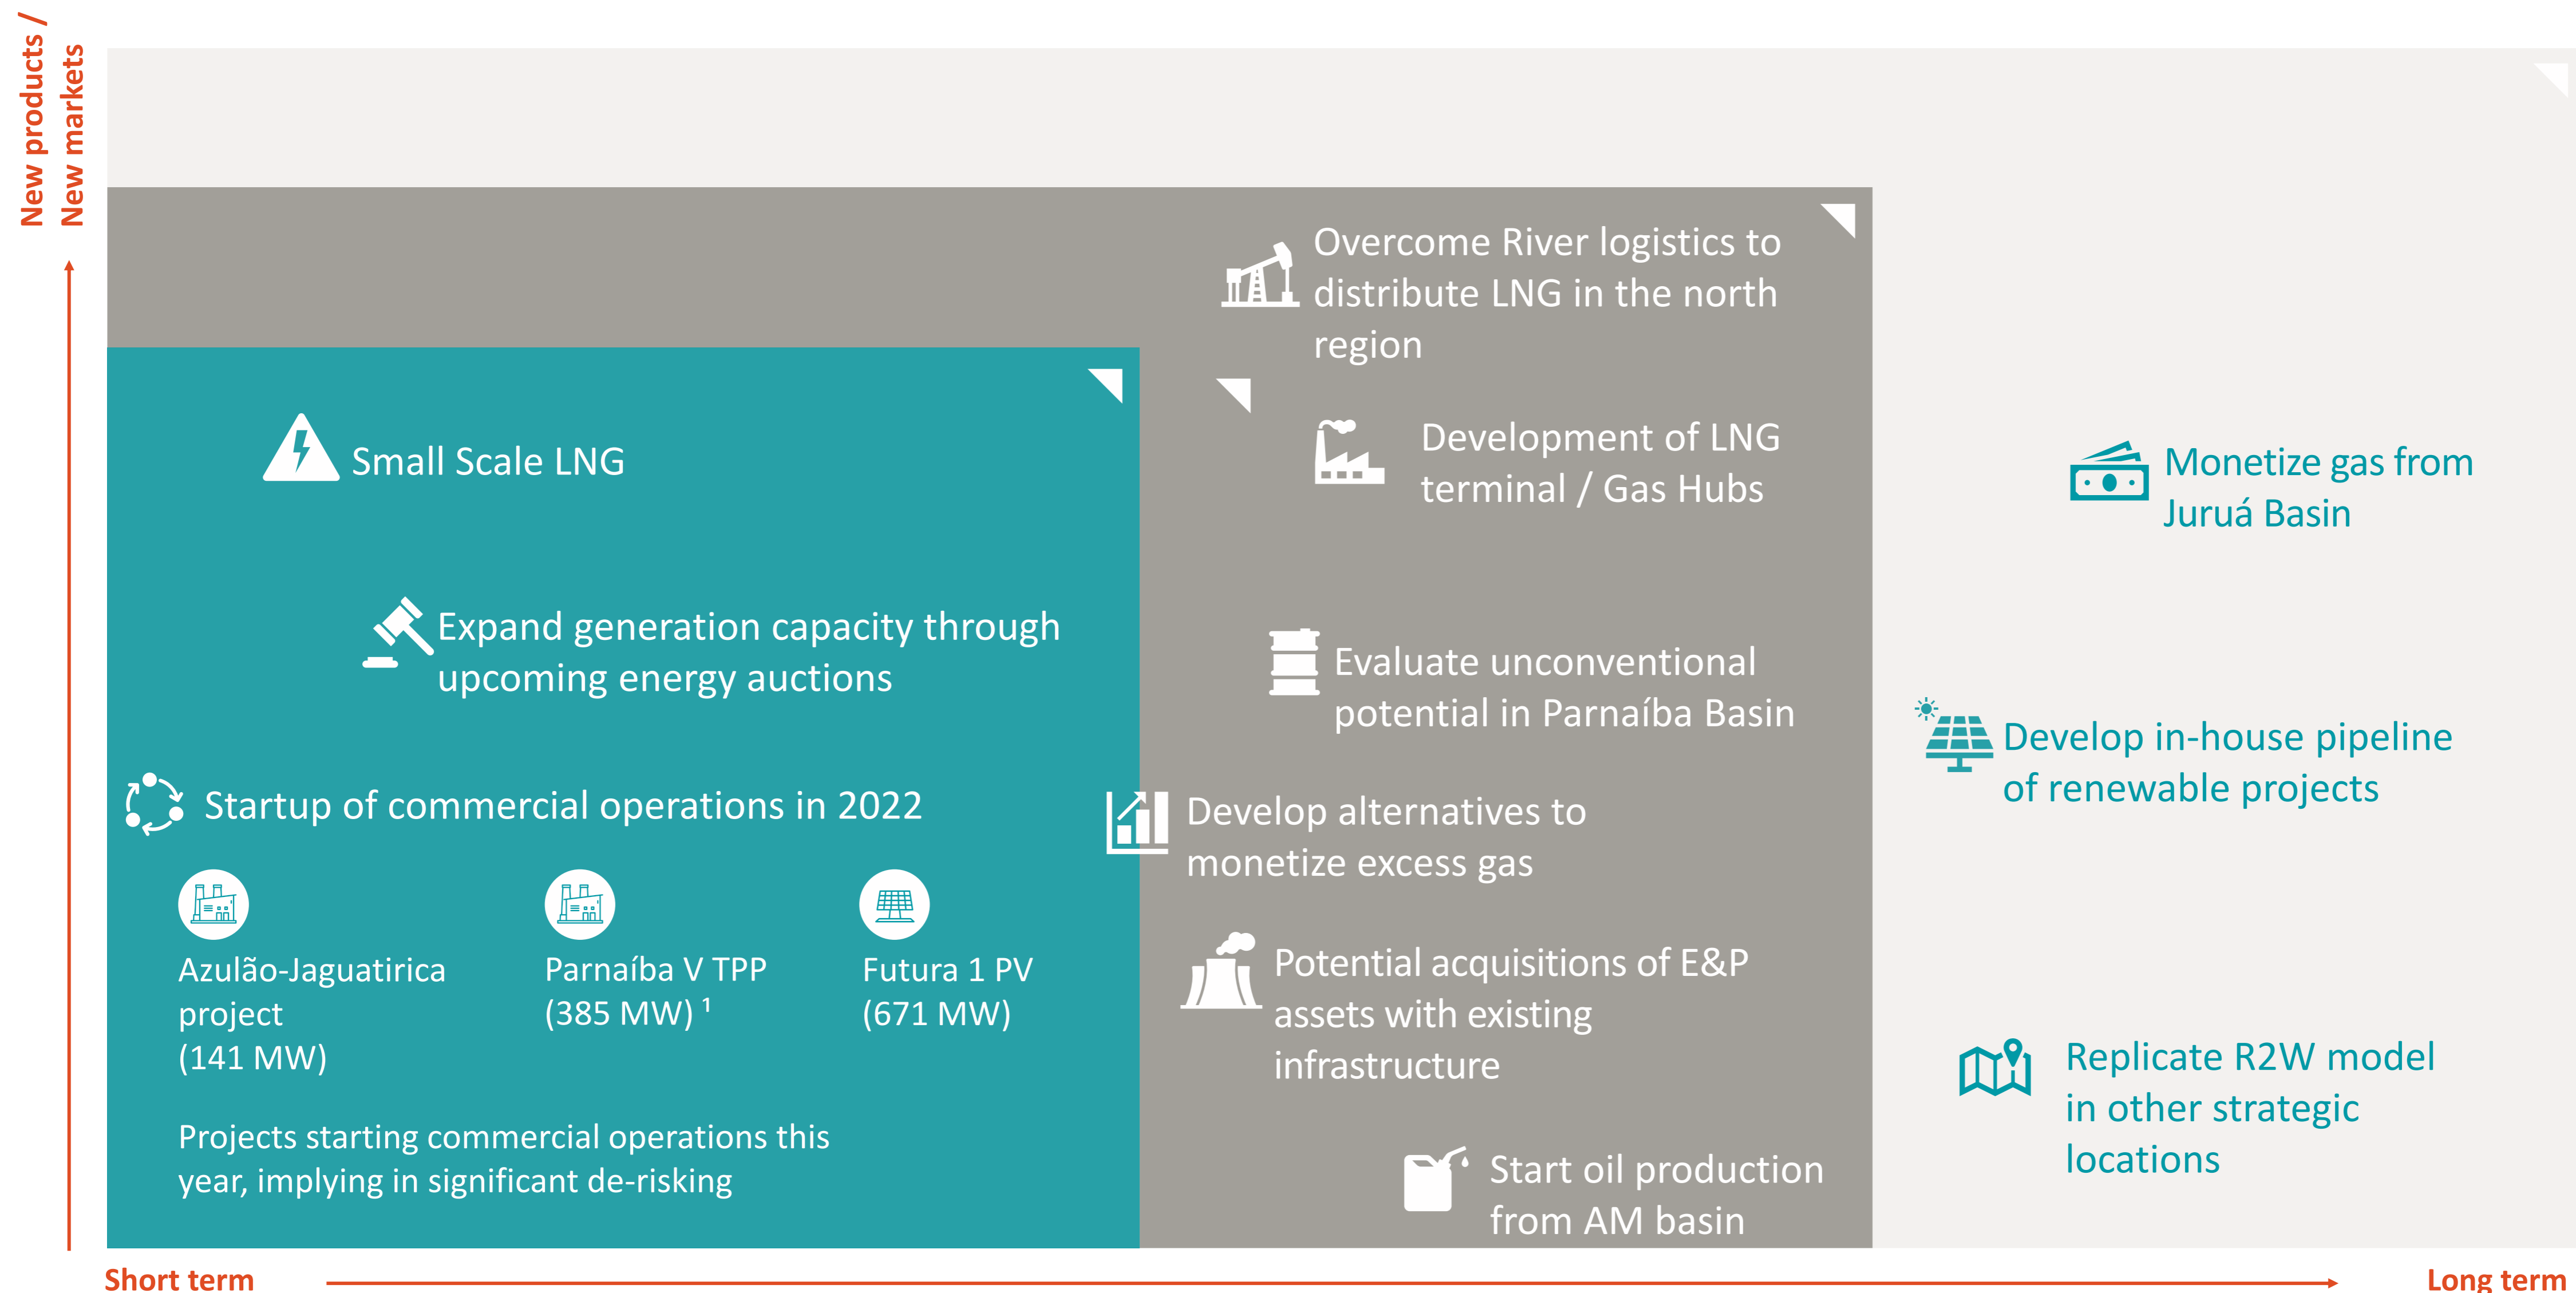 New products /
New markets
Small Scale LNG
Expand generation capacity through
upcoming energy auctions
Startup of commercial operations in 2022
Azulão-Jaguatirica
project
(141 MW)
Parnaíba V TPP
(385 MW) ¹
Futura 1 PV
(671 MW)
Projects starting commercial operations this
year, implying in significant de-risking
Overcome River logistics to
distribute LNG in the north
region
Development of LNG
terminal / Gas Hubs
Evaluate unconventional
potential in Parnaíba Basin
Develop alternatives to
monetize excess gas
Potential acquisitions of E&P
assets with existing
infrastructure
Start oil production
from AM basin
Monetize gas from
Juruá Basin
Develop in-house pipeline
of renewable projects
Replicate R2W model
in other strategic
locations
Short term
Long term